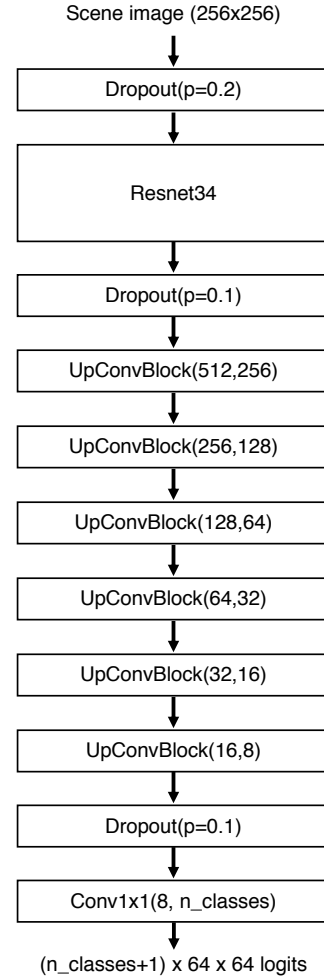 Scene image (256x256)
Dropout(p=0.2)
Resnet34
Dropout(p=0.1)
UpConvBlock(512,256)
UpConvBlock(256,128)
UpConvBlock(128,64)
UpConvBlock(64,32)
UpConvBlock(32,16)
UpConvBlock(16,8)
Dropout(p=0.1)
Conv1x1(8, n_classes)
(n_classes+1) x 64 x 64 logits